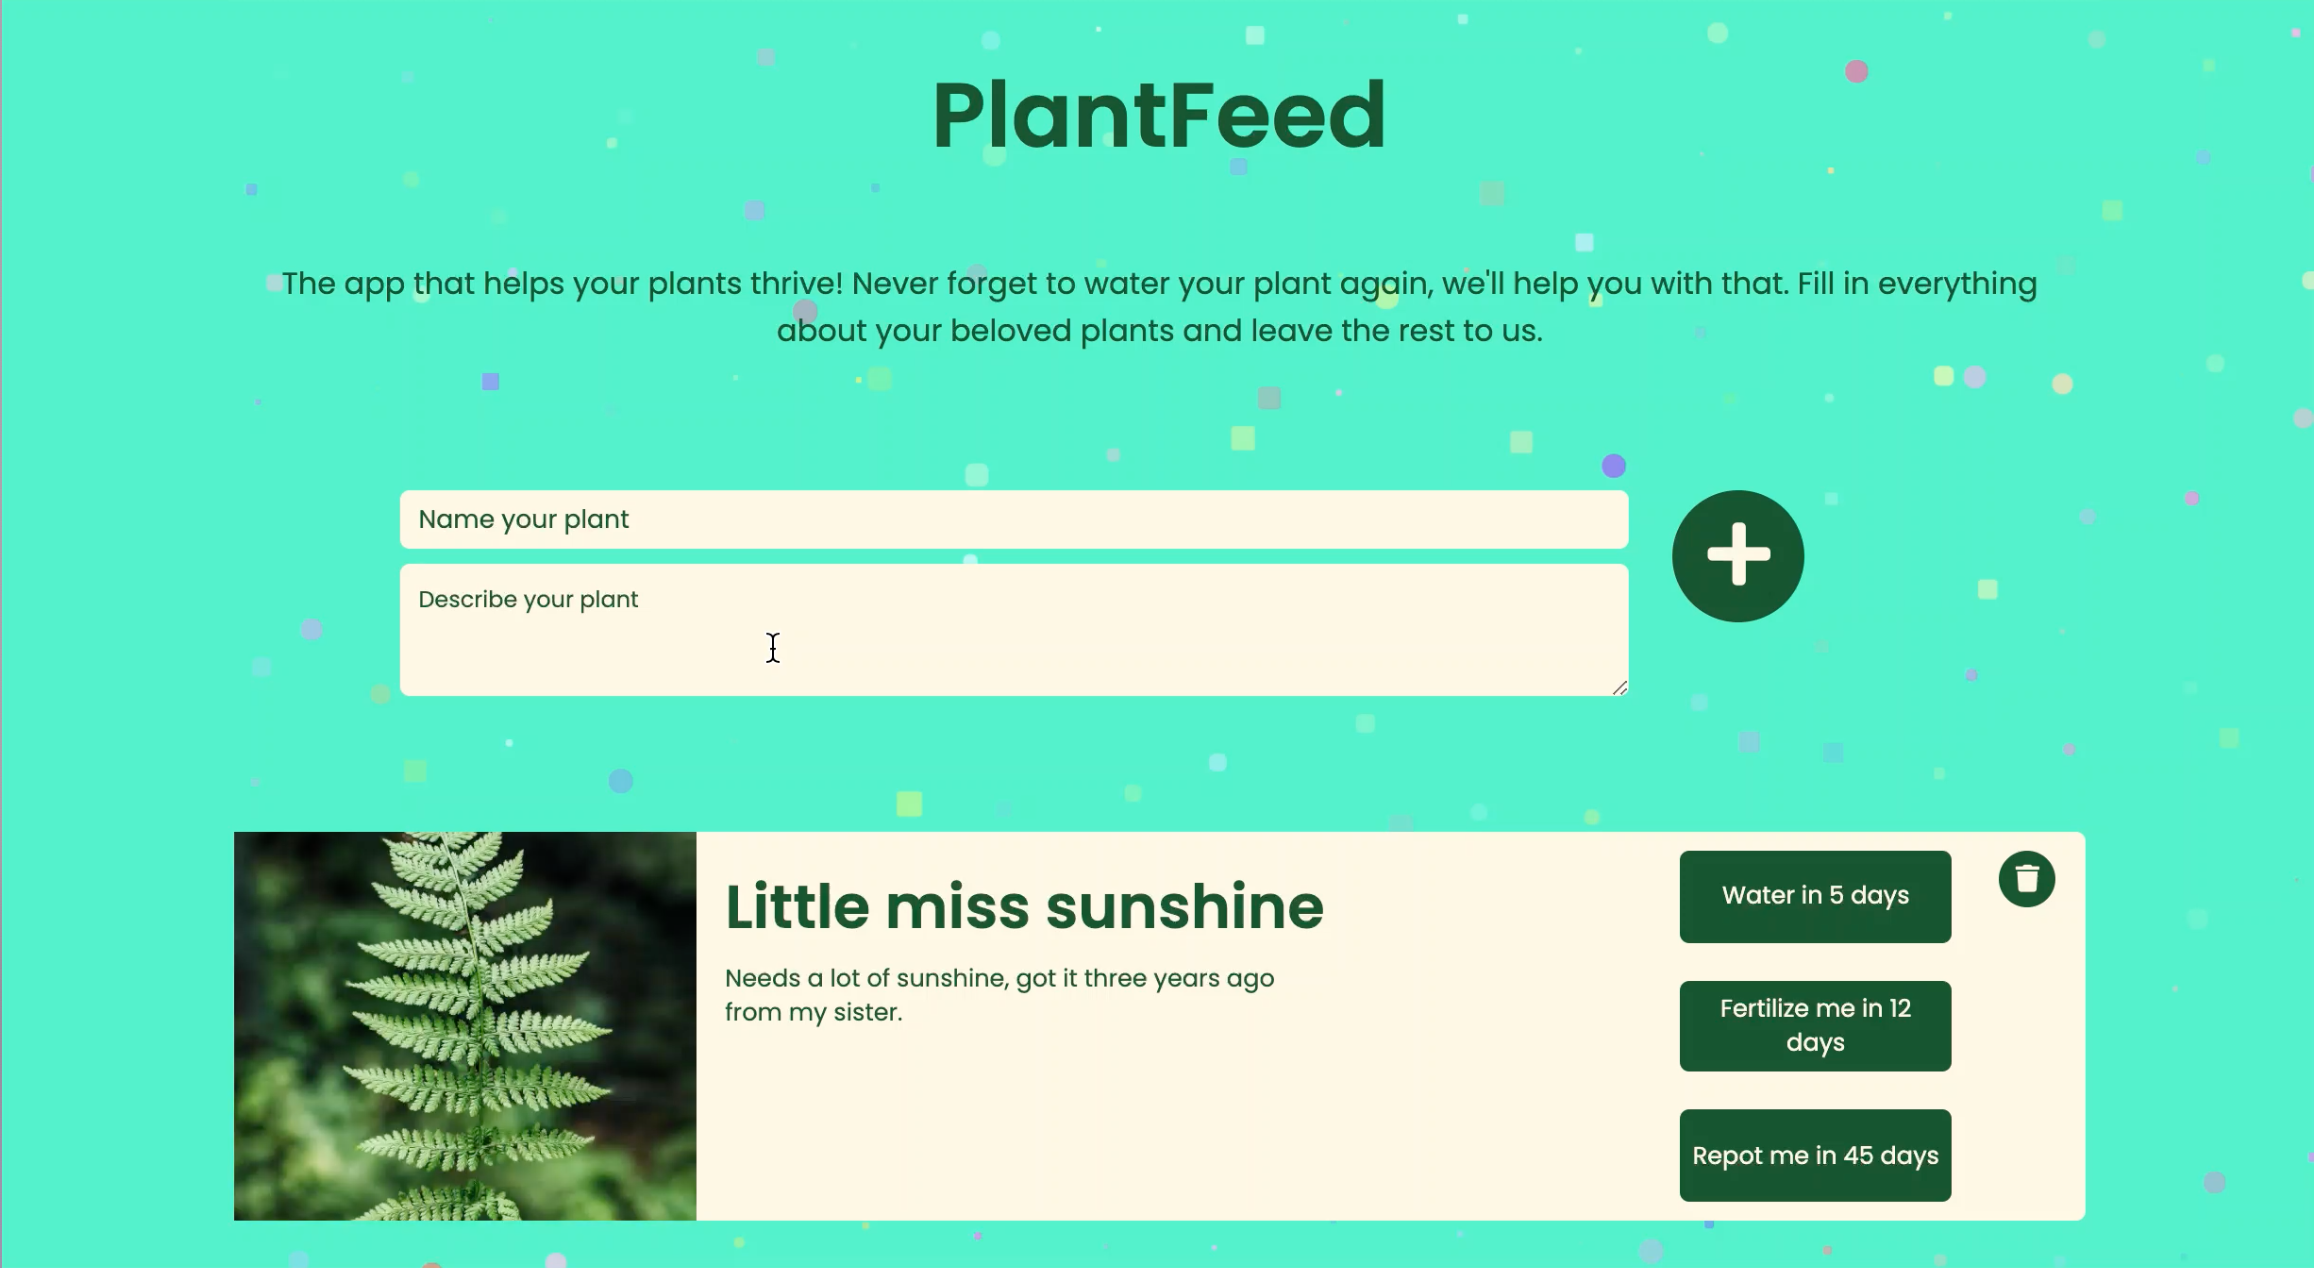 PlantFeed
The app that helps your plants thrive! Never forget to water your plant again, we'll help you with that. Fill in everything
about your beloved plants and leave the rest to us.
Name your plant
Describe your plant
Little miss sunshine
Needs a lot of sunshine, got it three years ago
from my sister.
Water in 5 days
Fertilize me in 12
days
Repot me in 45 days